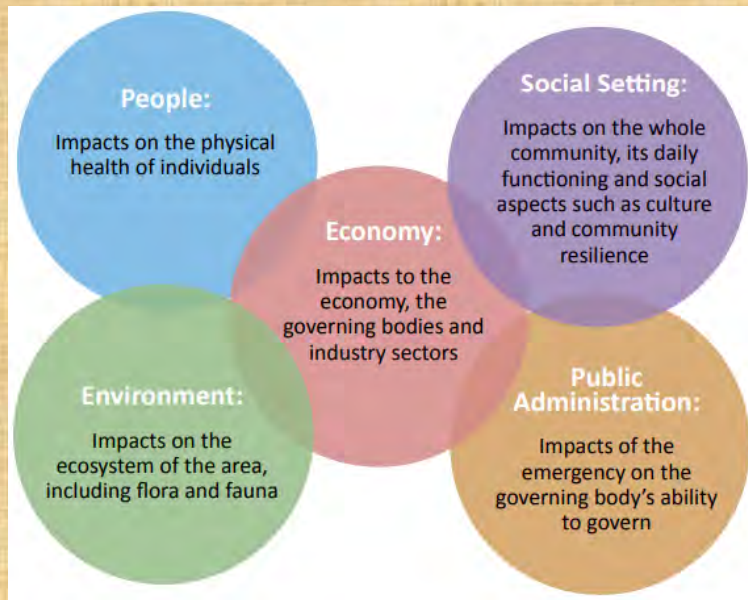 People:
Impacts on the physical
health of individuals
Social Setting:
Impacts on the whole
community, its daily
functioning and social
aspects such as culture
and community
resilience
Economy:
Impacts to the
economy, the
governing bodies and
industry sectors
Environment:
Impacts on the
ecosystem of the area,
including flora and fauna
Public
Administration:
Impacts of the
emergency on the
governing body’s ability
to govern